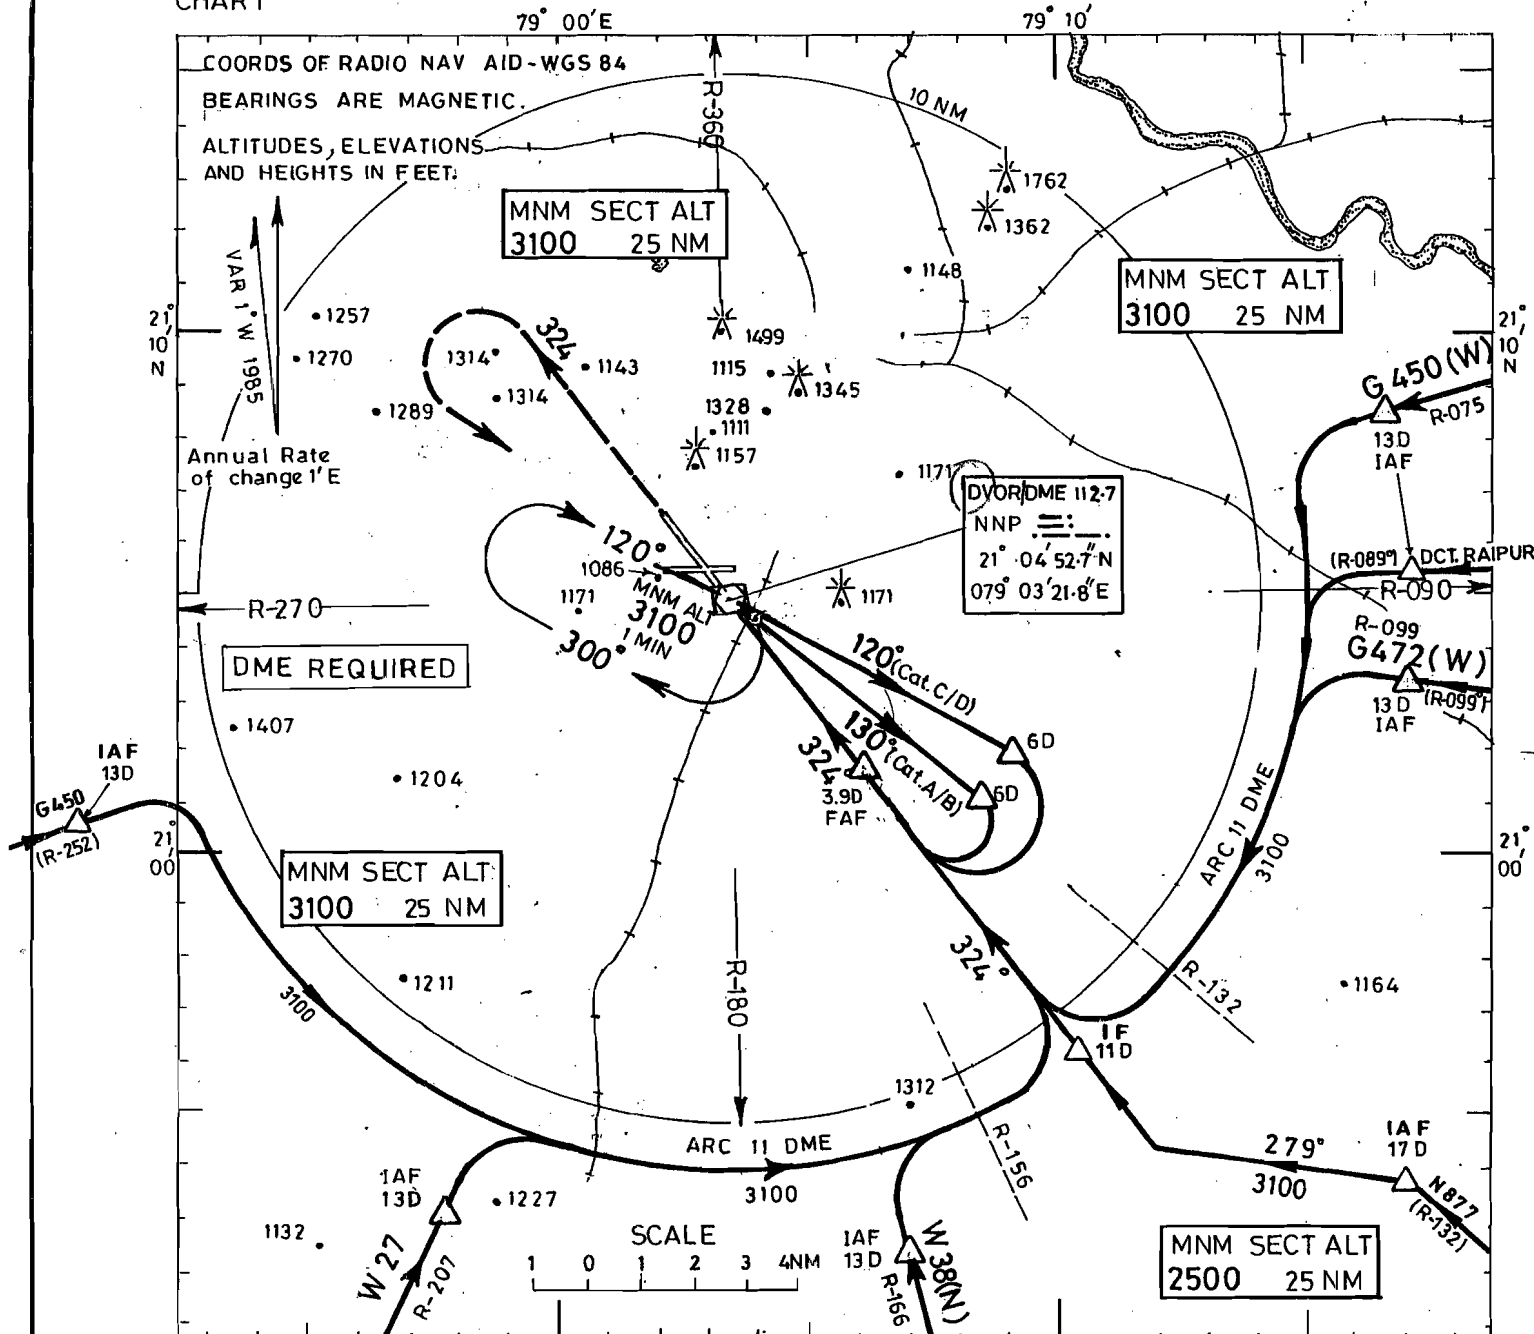 CHART
79° 00'E
79° 10'
COORDS OF RADIO NAV AID-WGS 84
BEARINGS ARE MAGNETIC.
ALTITUDES, ELEVATIONS
AND HEIGHTS IN FEET.
R-360
10 NM
1762
1362
MNM SECT ALT
3100 25 NM
1148
MNM SECT ALT
3100 25 NM
VAR 1° W 1985
Annual Rate
of change 1'E
21°
10'
N
21°
10'
N
1257
1270
1289
1314
1314
324
1143
1499
1115
1345
1328
1111
1157
1171
G 450 (W)
R-075
13D
IAF
DVOR/DME 112.7
NNP
21° 04' 52.7"N
079° 03' 21.8"E
(R-089°)
DCT. RAIPUR
R-090
R-099
G472(W)
(R-099°)
13D
IAF
120°
1086
1171
MNM ALT
3100
1 MIN
300°
1171
R-270
DME REQUIRED
120° (Cat. C/D)
130° (Cat. A/B)
6D
6D
324°
3.9D
FAF
1407
1204
IAF
13D
G450
(R-252)
21°
00'
21°
00'
ARC 11 DME
3100
MNM SECT ALT
3100 25 NM
1211
3100
R-180
324°
R-132
1164
IF
11D
1312
R-156
ARC 11 DME
3100
279°
3100
IAF
17D
N877
(R-132)
IAF
13D
1227
1132
W 27
R-207
SCALE
1 0 1 2 3 4NM
IAF
13D
W 38(N)
R-166
MNM SECT ALT
2500 25 NM